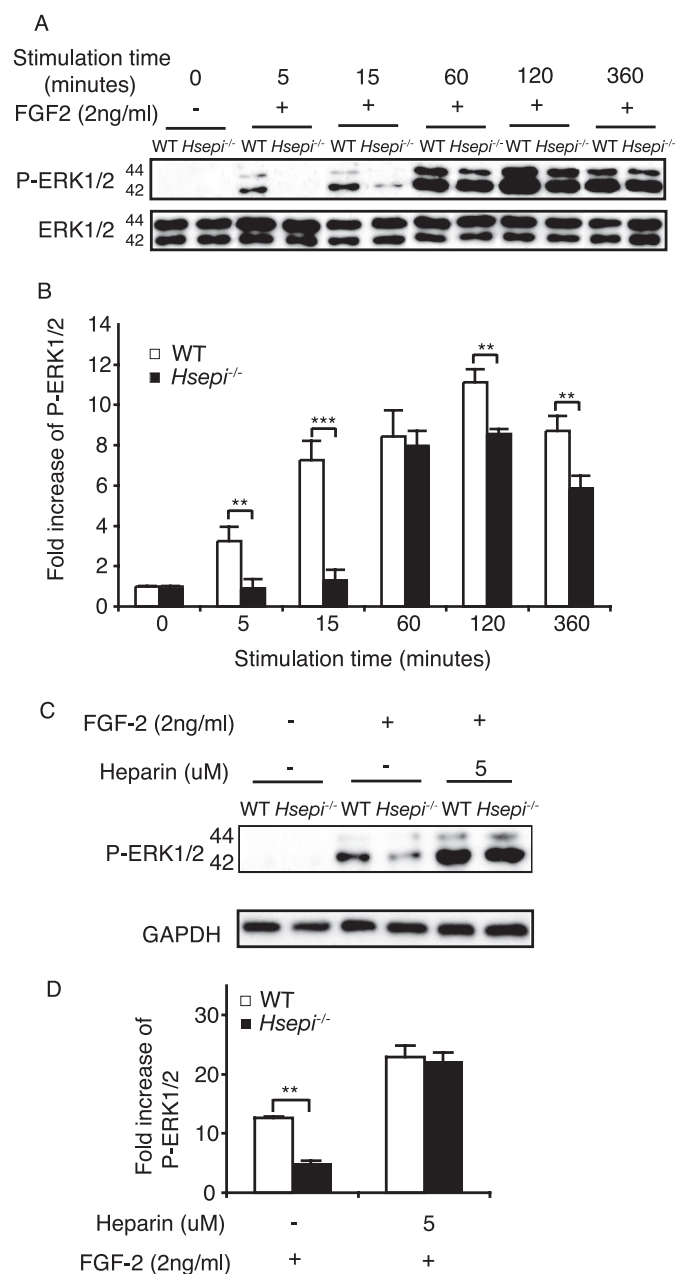 A
Stimulation time (minutes) 0 5 15 60 120 360
FGF2 (2ng/ml) - + + + + +
WT Hsepi-/- WT Hsepi-/- WT Hsepi-/- WT Hsepi-/- WT Hsepi-/- WT Hsepi-/-
P-ERK1/2 44
42
ERK1/2 44
42
B
Fold increase of P-ERK1/2
14
12
10
8
6
4
2
0
WT
Hsepi-/-
** *** ** **
0 5 15 60 120 360
Stimulation time (minutes)
C
FGF-2 (2ng/ml) - + +
Heparin (uM) - - 5
WT Hsepi-/- WT Hsepi-/- WT Hsepi-/-
P-ERK1/2 44
42
GAPDH
D
Fold increase of
P-ERK1/2
30
20
10
0
WT
Hsepi-/-
**
Heparin (uM) - 5
FGF-2 (2ng/ml) + +